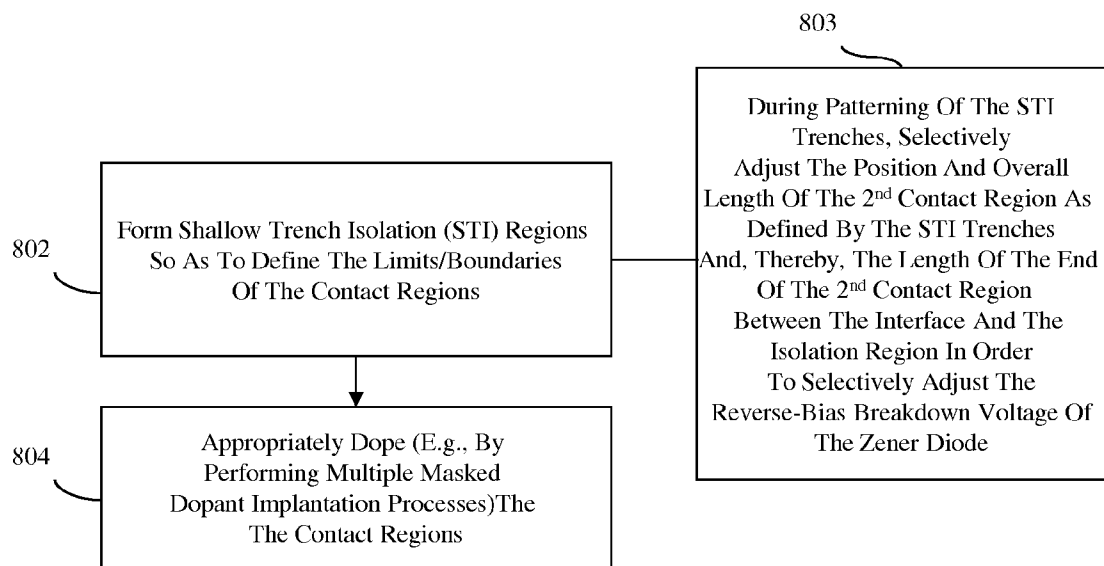 803
During Patterning Of The STI
Trenches, Selectively
Adjust The Position And Overall
Length Of The 2nd Contact Region As
Defined By The STI Trenches
And, Thereby, The Length Of The End
Of The 2nd Contact Region
Between The Interface And The
Isolation Region In Order
To Selectively Adjust The
Reverse-Bias Breakdown Voltage Of
The Zener Diode
802
Form Shallow Trench Isolation (STI) Regions
So As To Define The Limits/Boundaries
Of The Contact Regions
804
Appropriately Dope (E.g., By
Performing Multiple Masked
Dopant Implantation Processes)The
The Contact Regions